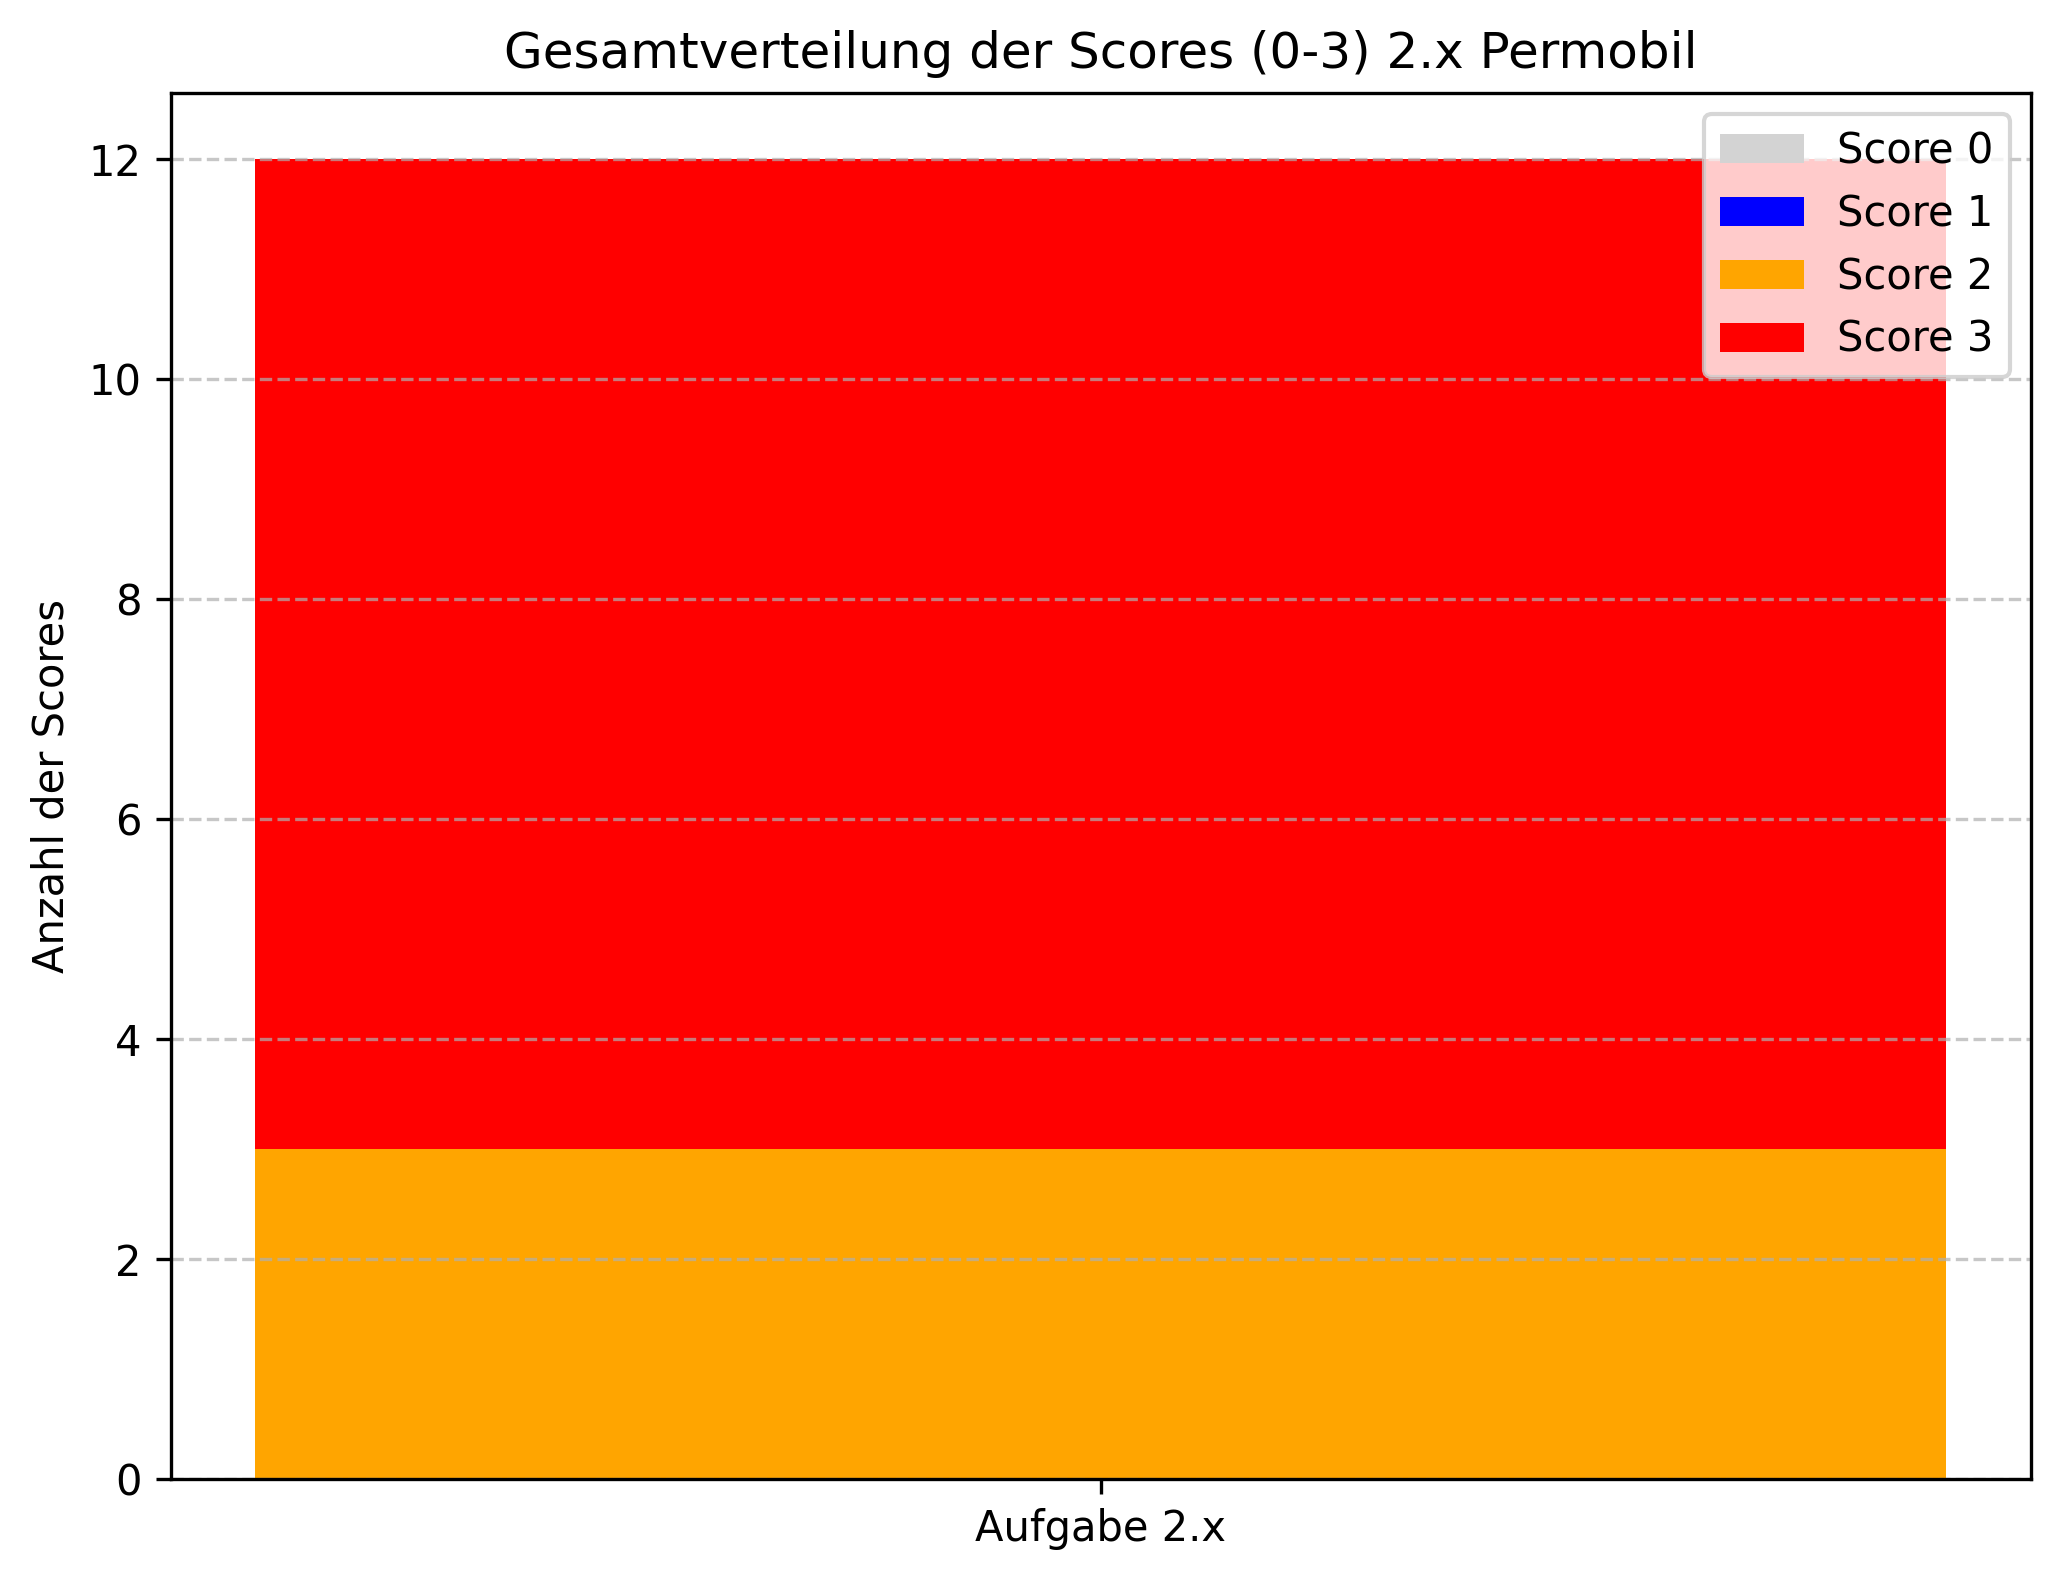 Gesamtverteilung der Scores (0-3) 2.x Permobil
Score 0
Score 1
Score 2
Score 3
12
10
8
6
4
2
0
Anzahl der Scores
Aufgabe 2.x